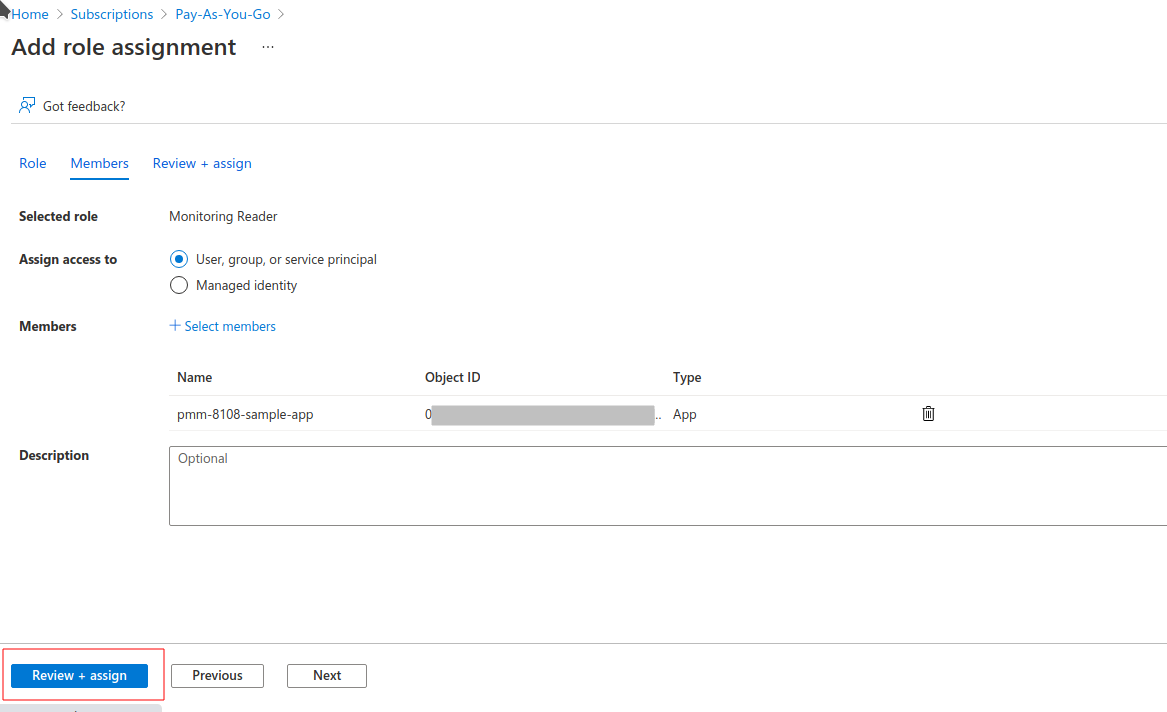 Home > Subscriptions > Pay-As-You-Go >
Add role assignment ...
Got feedback?
Role Members Review + assign
Selected role Monitoring Reader
Assign access to User, group, or service principal
Managed identity
Members + Select members
Name Object ID Type
pmm-8108-sample-app 0 .. App
Description Optional
Review + assign Previous Next